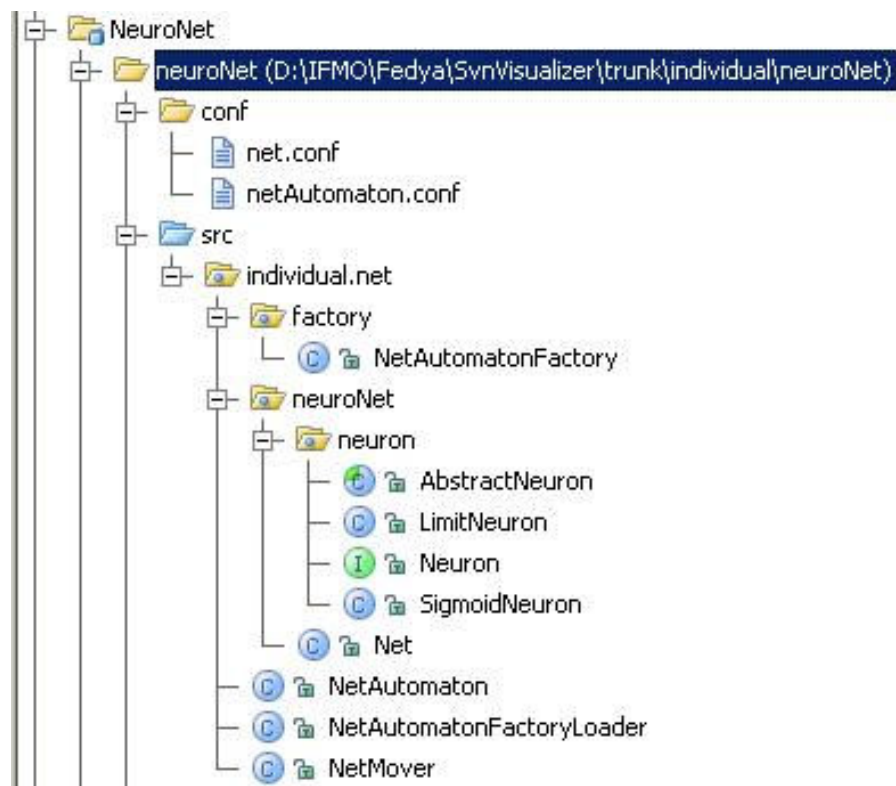 NeuroNet
neuroNet (D:\IFMO\Fedya\SvnVisualizer\trunk\individual\neuroNet)
conf
net.conf
netAutomaton.conf
src
individual.net
factory
C NetAutomatonFactory
neuroNet
neuron
C AbstractNeuron
C LimitNeuron
I Neuron
C SigmoidNeuron
C Net
C NetAutomaton
C NetAutomatonFactoryLoader
C NetMover